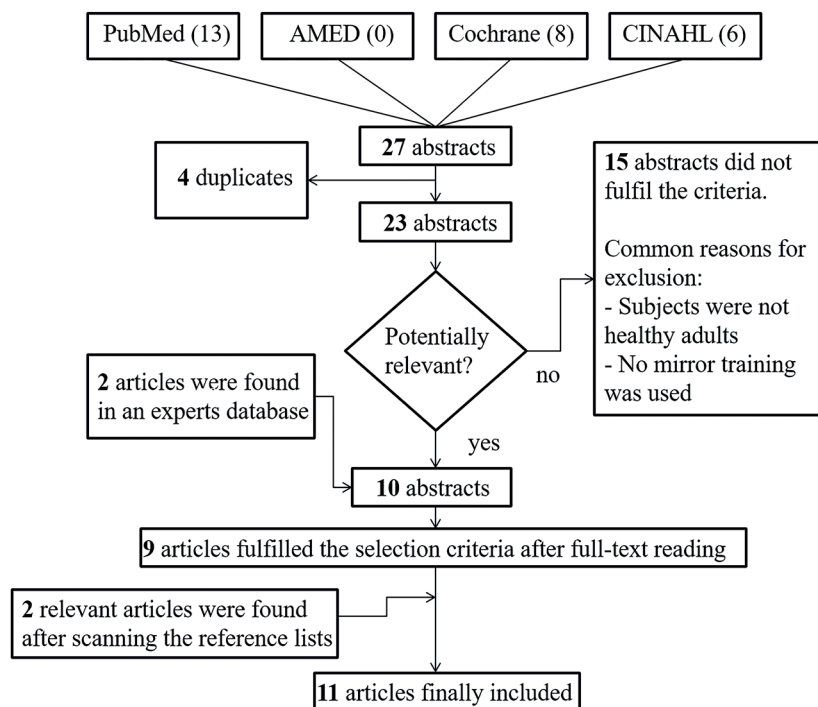 PubMed (13)
AMED (0)
Cochrane (8)
CINAHL (6)
27 abstracts
4 duplicates
23 abstracts
15 abstracts did not
fulfil the criteria.
Common reasons for
exclusion:
- Subjects were not
healthy adults
- No mirror training
was used
Potentially
relevant?
no
2 articles were found
in an experts database
yes
10 abstracts
9 articles fulfilled the selection criteria after full-text reading
2 relevant articles were found
after scanning the reference lists
11 articles finally included